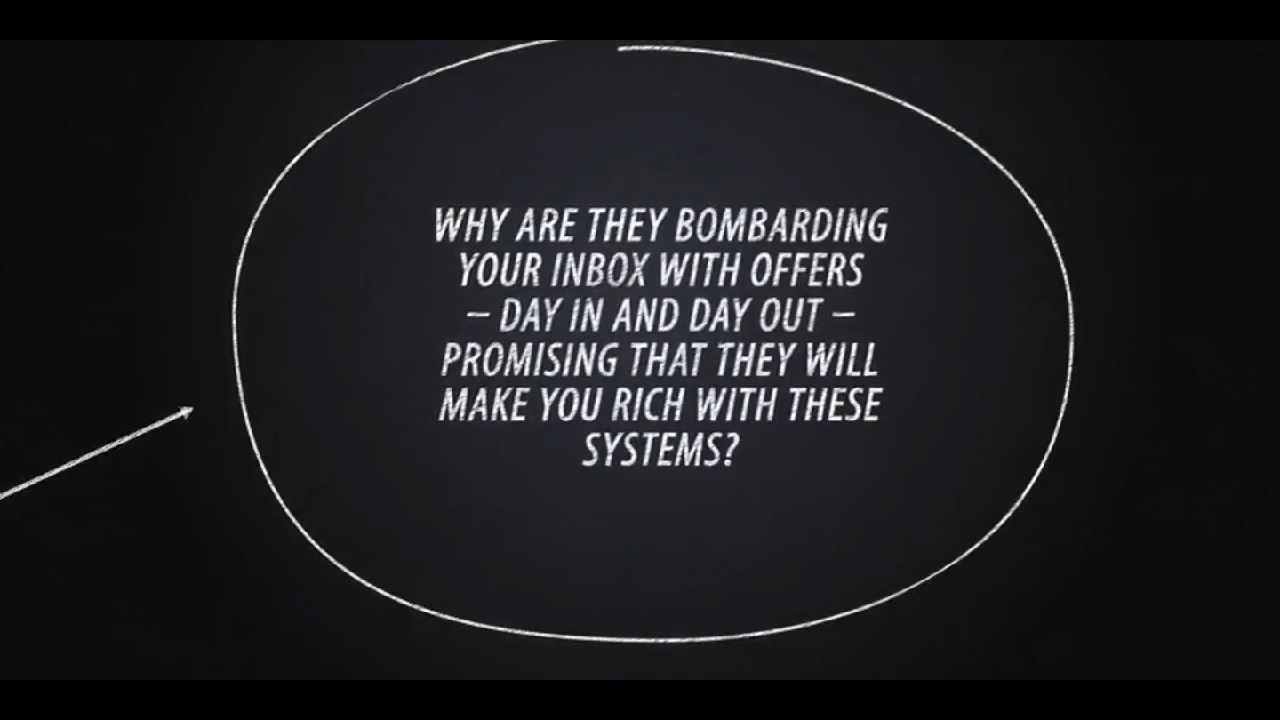 WHY ARE THEY BOMBARDING
YOUR INBOX WITH OFFERS
– DAY IN AND DAY OUT –
PROMISING THAT THEY WILL
MAKE YOU RICH WITH THESE
SYSTEMS?